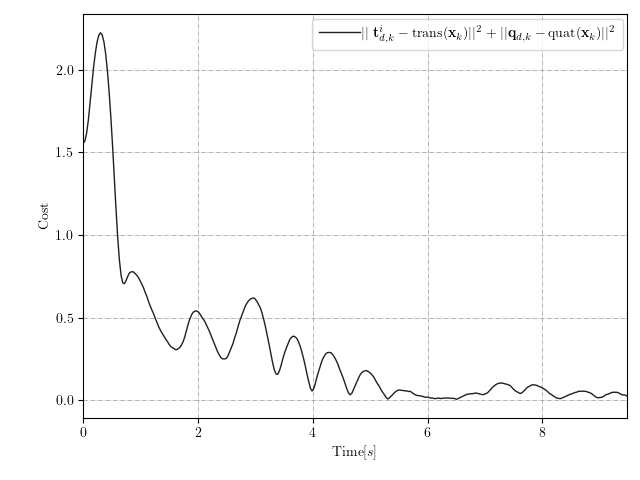 || t^i_{d,k} − trans(x_k)||² + ||q_{d,k} − quat(x_k)||²
2.0
1.5
1.0
0.5
0.0
Cost
0 2 4 6 8
Time[s]